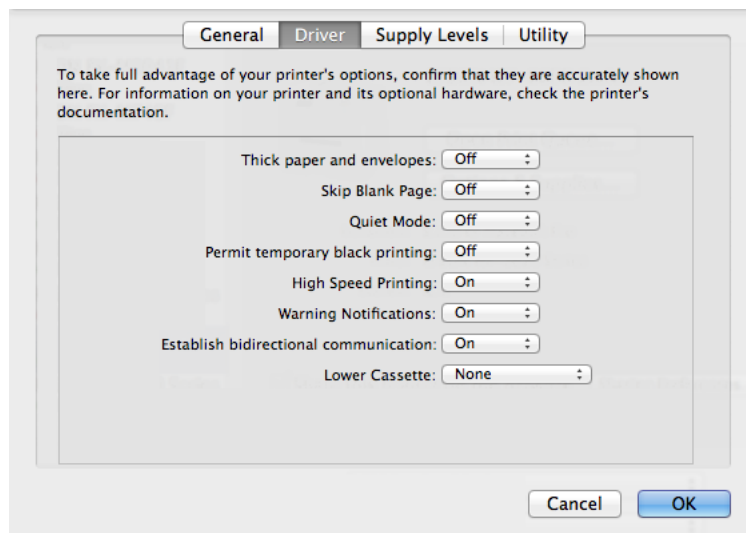 General Driver Supply Levels Utility
To take full advantage of your printer's options, confirm that they are accurately shown
here. For information on your printer and its optional hardware, check the printer's
documentation.
Thick paper and envelopes: Off
Skip Blank Page: Off
Quiet Mode: Off
Permit temporary black printing: Off
High Speed Printing: On
Warning Notifications: On
Establish bidirectional communication: On
Lower Cassette: None
Cancel OK